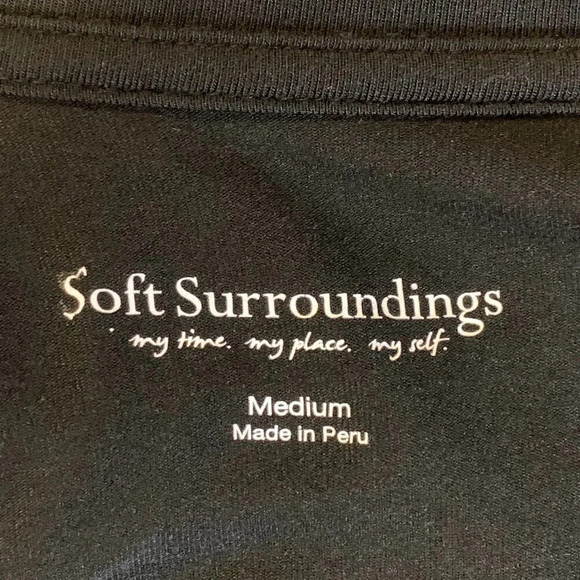 Soft Surroundings
my time. my place. my self.
Medium
Made in Peru